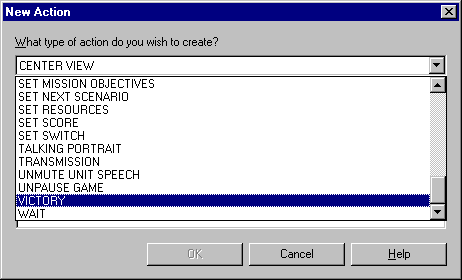 New Action
What type of action do you wish to create?
CENTER VIEW
SET MISSION OBJECTIVES
SET NEXT SCENARIO
SET RESOURCES
SET SCORE
SET SWITCH
TALKING PORTRAIT
TRANSMISSION
UNMUTE UNIT SPEECH
UNPAUSE GAME
VICTORY
WAIT
OK Cancel Help